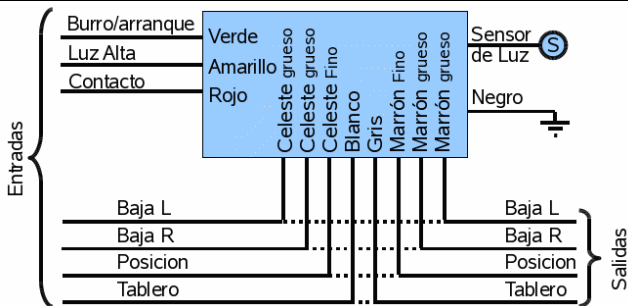 Burro/arranque
Luz Alta
Contacto
Verde
Amarillo
Rojo
Celeste grueso
Celeste grueso
Celeste Fino
Blanco
Gris
Marrón Fino
Marrón grueso
Marrón grueso
Sensor
de Luz
S
Negro
Entradas
Baja L
Baja R
Posicion
Tablero
Baja L
Baja R
Posicion
Tablero
Salidas